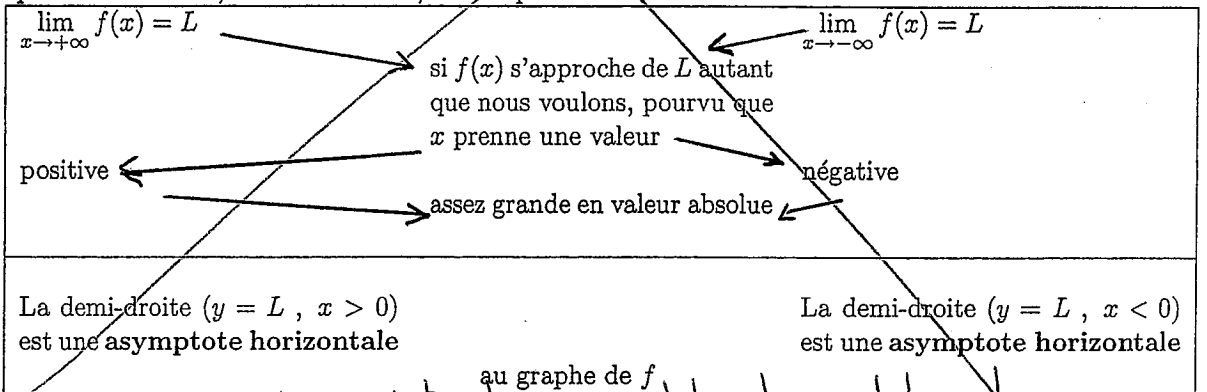 lim f(x) = L
x→+∞
lim f(x) = L
x→−∞
si f(x) s'approche de L autant
que nous voulons, pourvu que
x prenne une valeur
positive
négative
assez grande en valeur absolue
La demi-droite (y = L , x > 0)
est une asymptote horizontale
La demi-droite (y = L , x < 0)
est une asymptote horizontale
au graphe de f